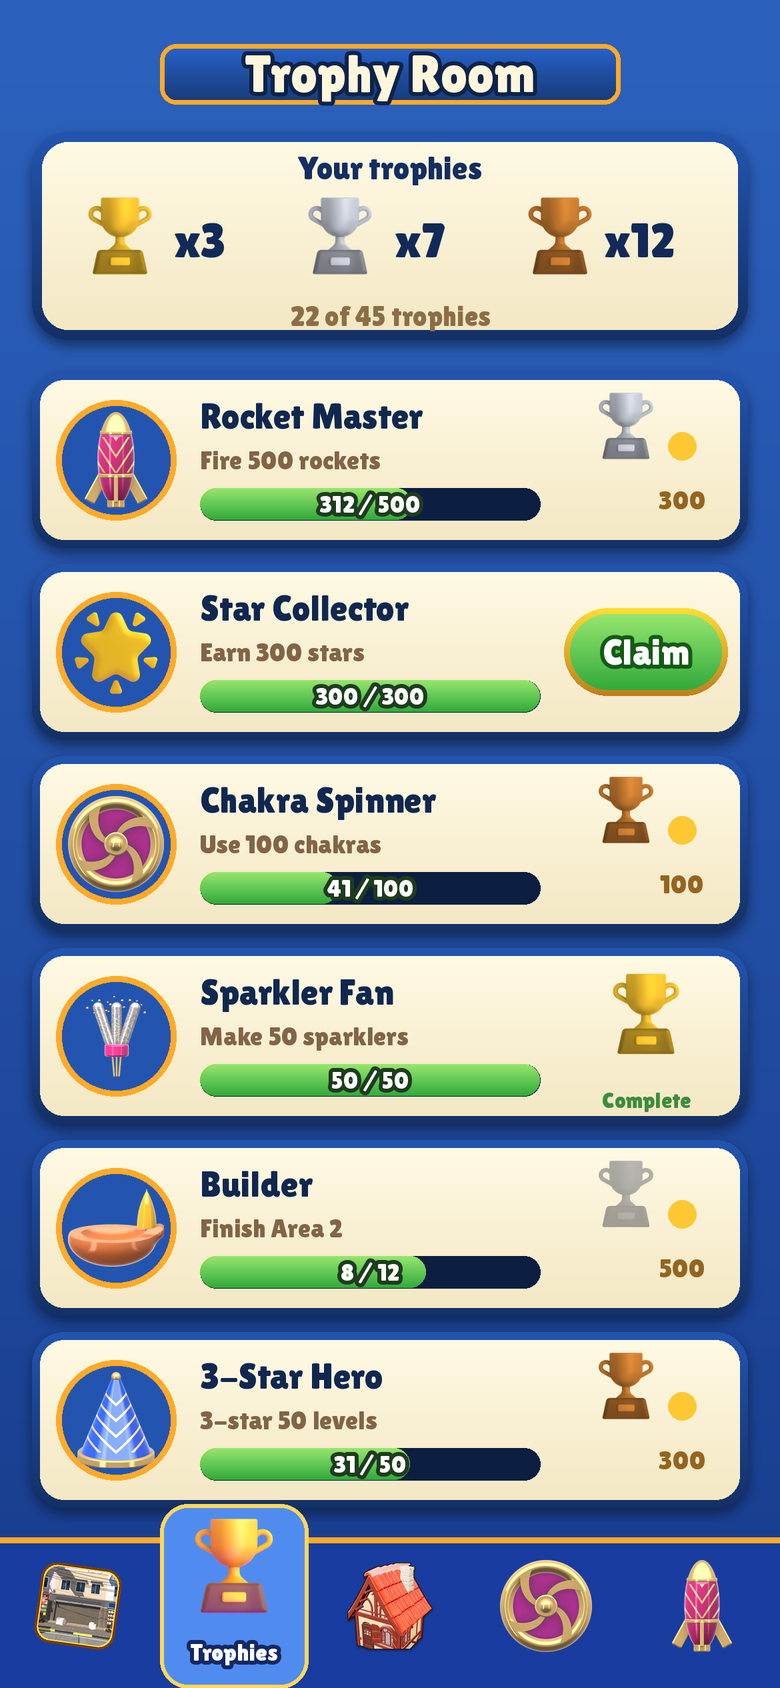 Trophy Room
Your trophies
x3
x7
x12
22 of 45 trophies
Rocket Master
Fire 500 rockets
312/500
300
Star Collector
Earn 300 stars
300/300
Claim
Chakra Spinner
Use 100 chakras
41/100
100
Sparkler Fan
Make 50 sparklers
50/50
Complete
Builder
Finish Area 2
8/12
500
3-Star Hero
3-star 50 levels
31/50
300
Trophies